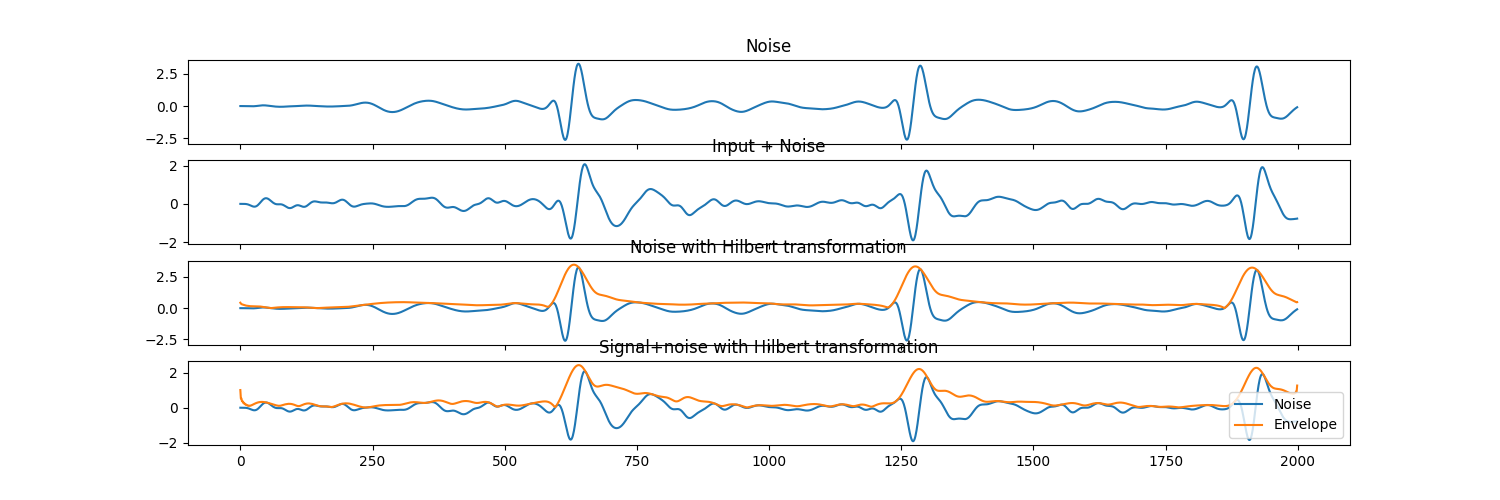 Noise
2.5
0.0
−2.5
Input + Noise
2
0
−2
Noise with Hilbert transformation
2.5
0.0
−2.5
Signal+noise with Hilbert transformation
2
0
−2
Noise
Envelope
0 250 500 750 1000 1250 1500 1750 2000